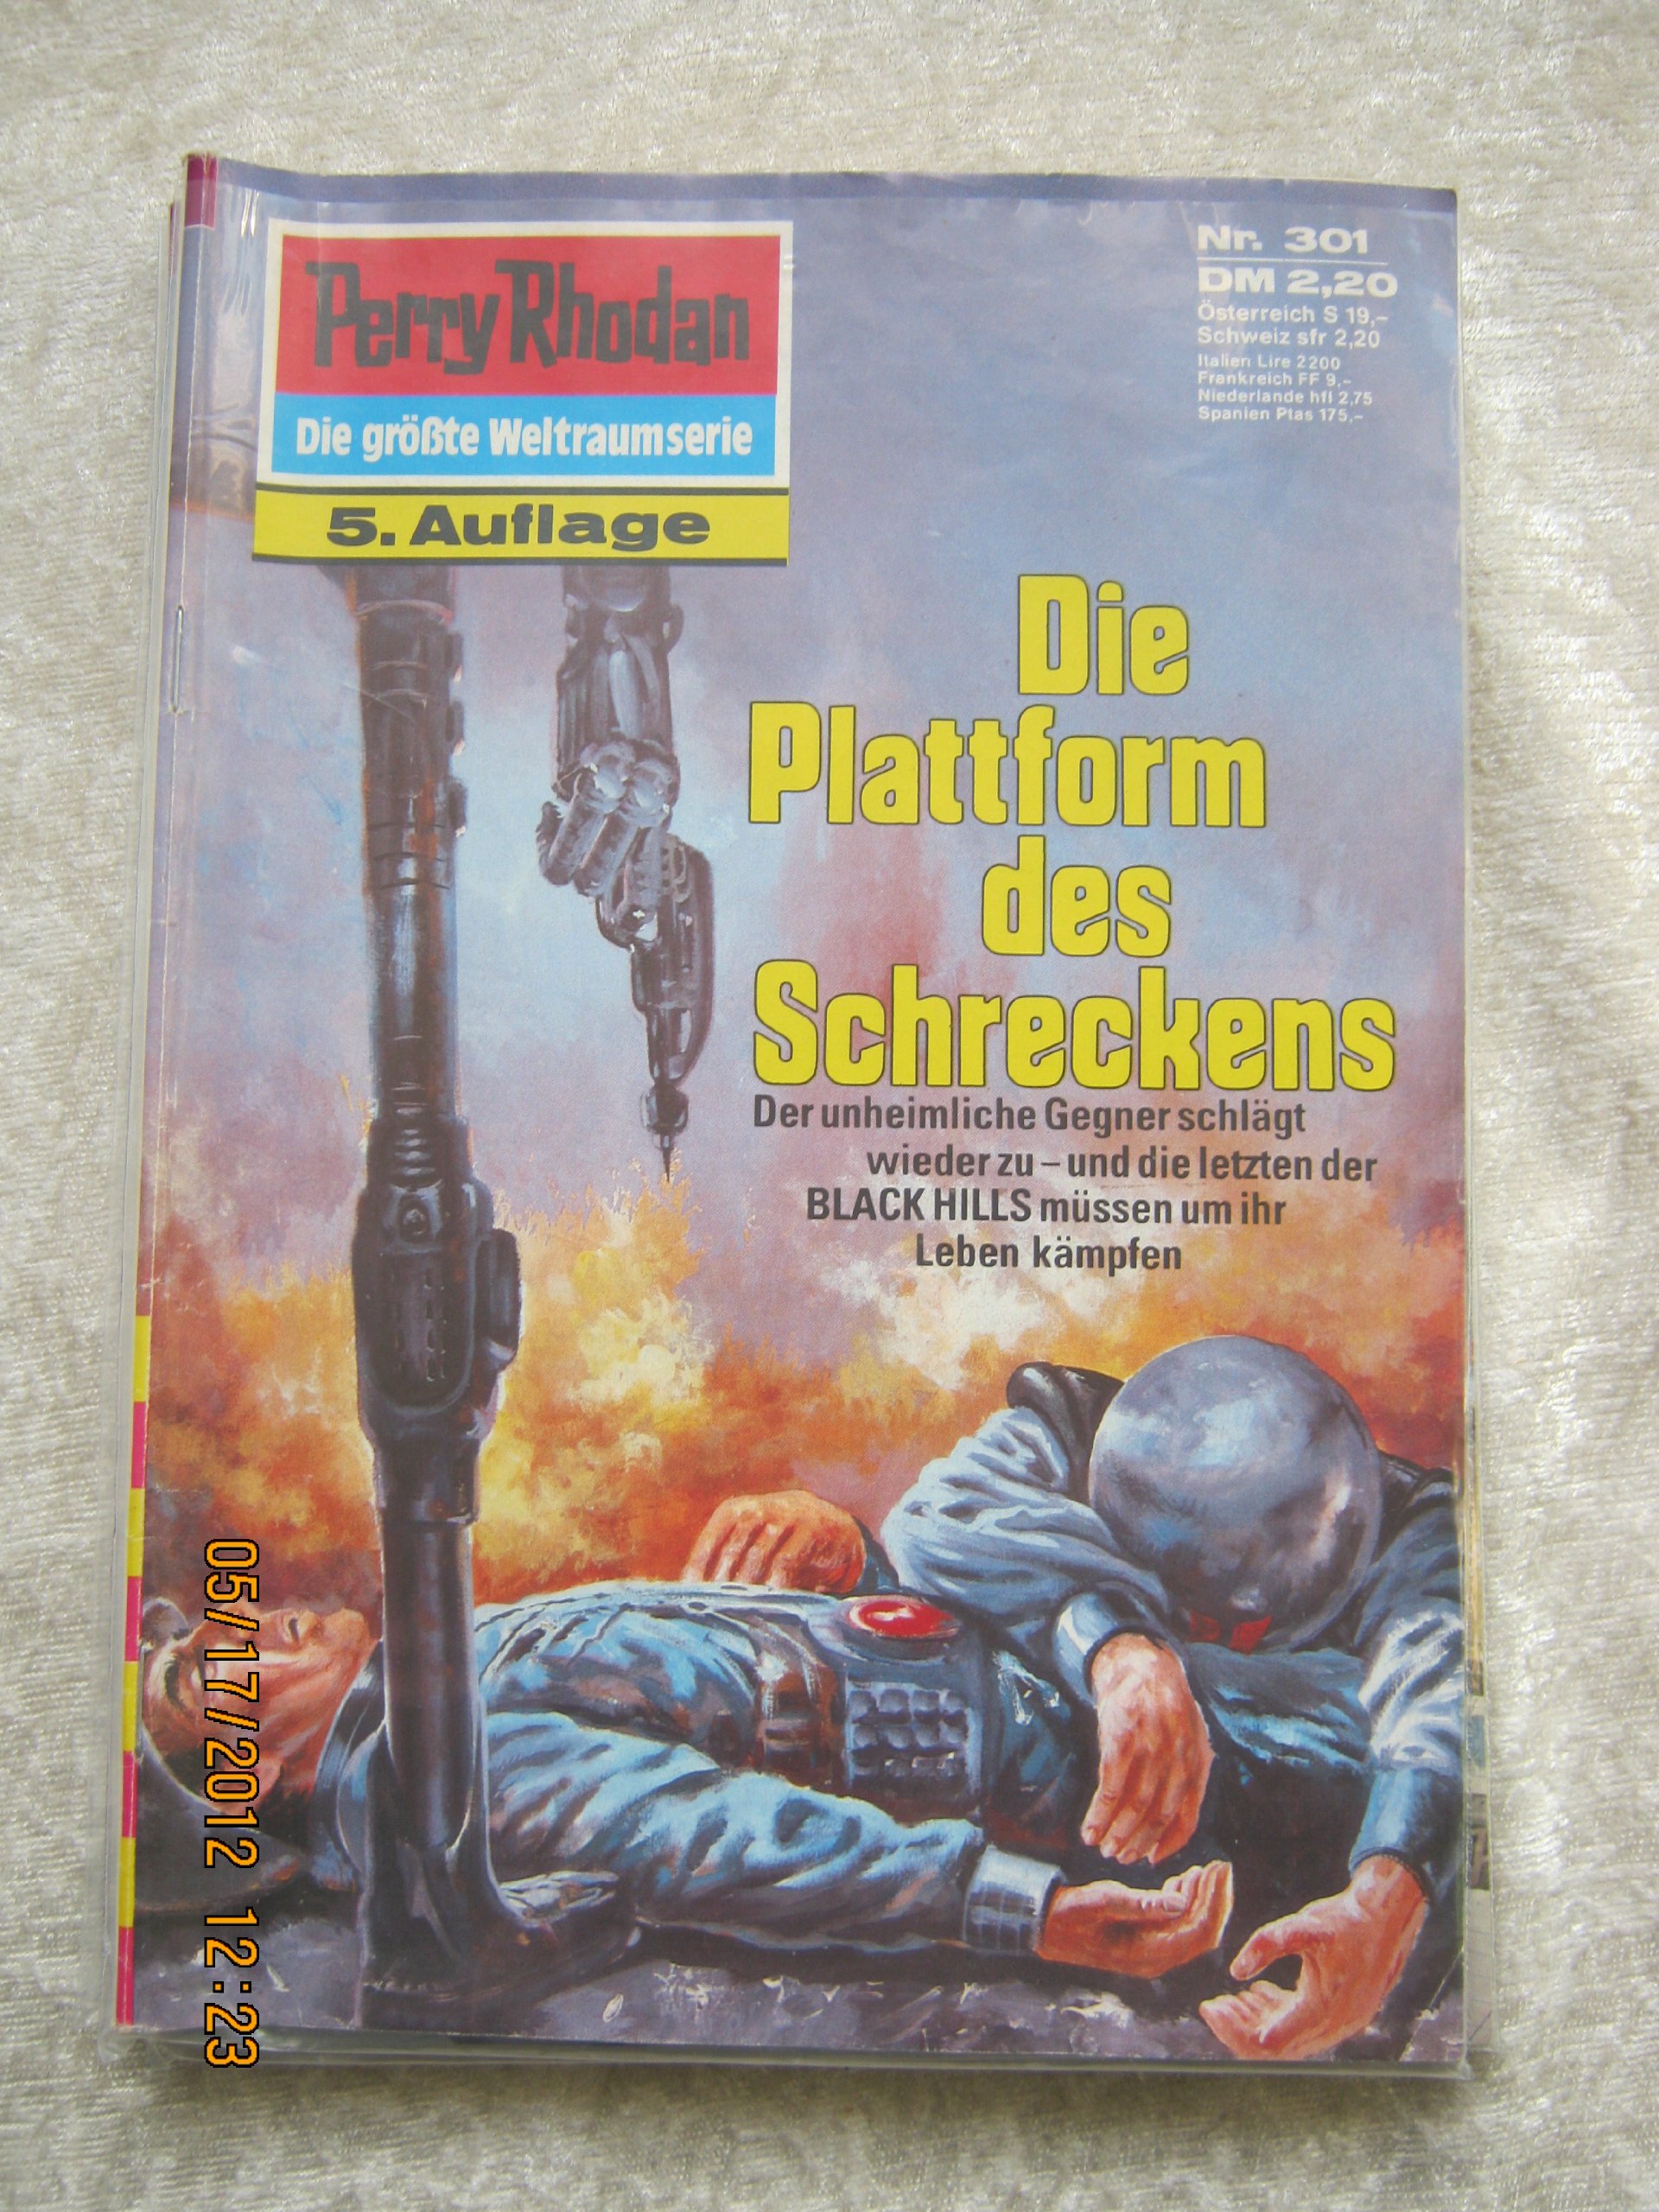 Perry Rhodan
Die größte Weltraumserie
5. Auflage
Nr. 301
DM 2,20
Österreich S 19,-
Schweiz sfr 2,20
Italien Lire 2200
Frankreich FF 9,-
Niederlande hfl 2,75
Spanien Ptas 175,-
Die
Plattform
des
Schreckens
Der unheimliche Gegner schlägt
wieder zu – und die letzten der
BLACK HILLS müssen um ihr
Leben kämpfen
05/17/2012 12:23